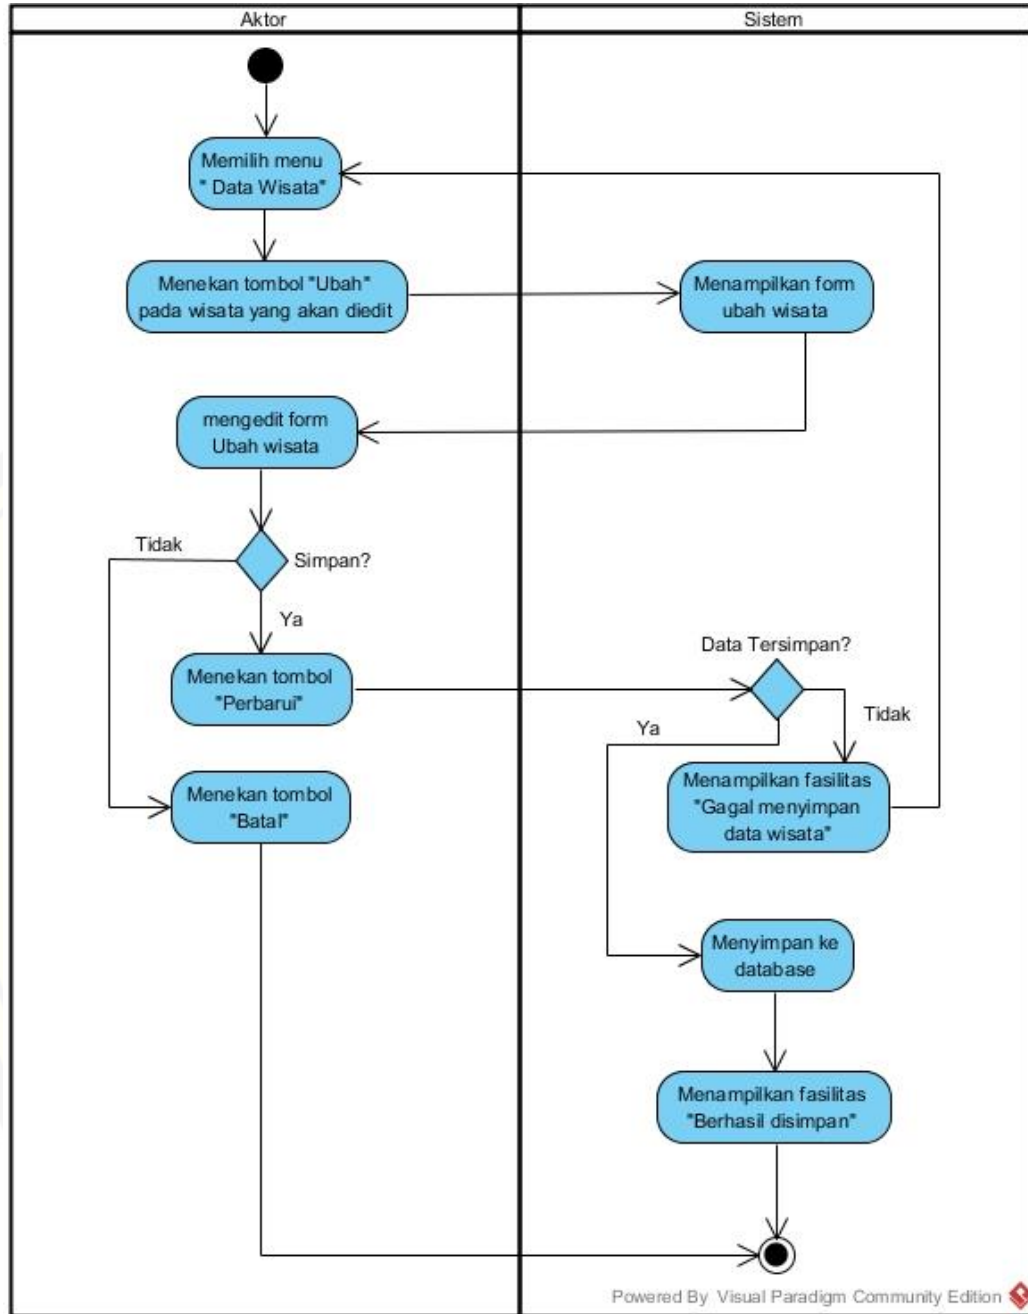 Aktor
Sistem
Memilih menu
" Data Wisata"
Menekan tombol "Ubah"
pada wisata yang akan diedit
Menampilkan form
ubah wisata
mengedit form
Ubah wisata
Tidak
Simpan?
Ya
Menekan tombol
"Perbarui"
Data Tersimpan?
Tidak
Ya
Menekan tombol
"Batal"
Menampilkan fasilitas
"Gagal menyimpan
data wisata"
Menyimpan ke
database
Menampilkan fasilitas
"Berhasil disimpan"
Powered By Visual Paradigm Community Edition